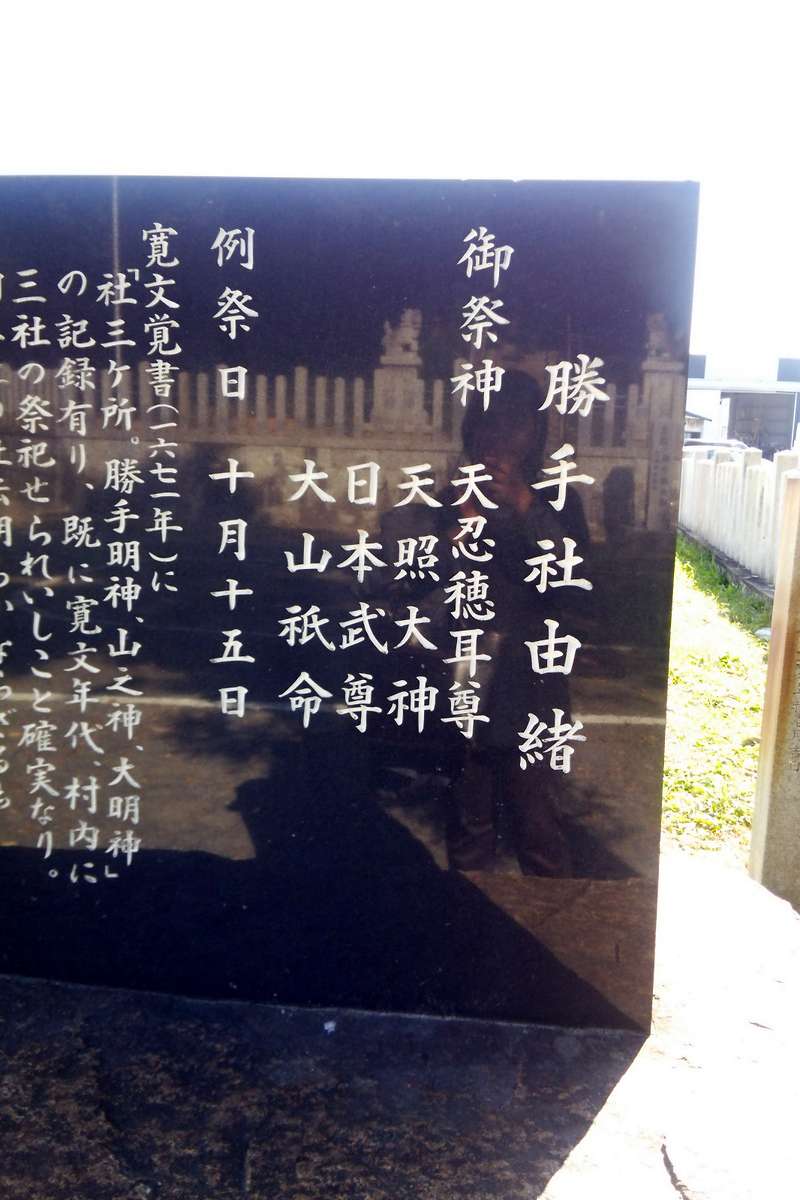 勝手社由緒
御祭神 天忍穂耳尊
天照大神
日本武尊
大山祇命
例祭日 十月十五日
寛文覚書(一六七一年)に
「社三ケ所。勝手明神、山之神、大明神」
の記録有り、既に寛文年代、村内に
三社の祭祀せられいしこと確実なり。